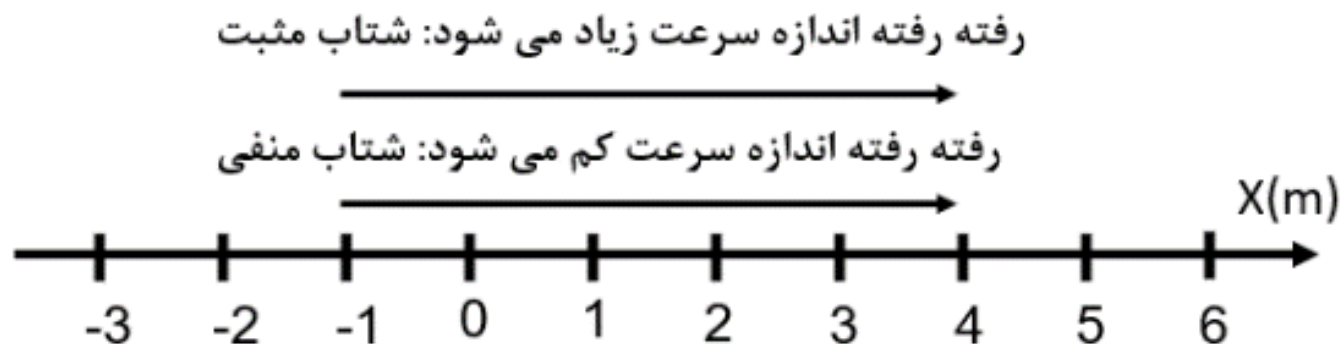 رفته رفته اندازه سرعت زیاد می شود: شتاب مثبت
رفته رفته اندازه سرعت کم می شود: شتاب منفی
X(m)
-3 -2 -1 0 1 2 3 4 5 6